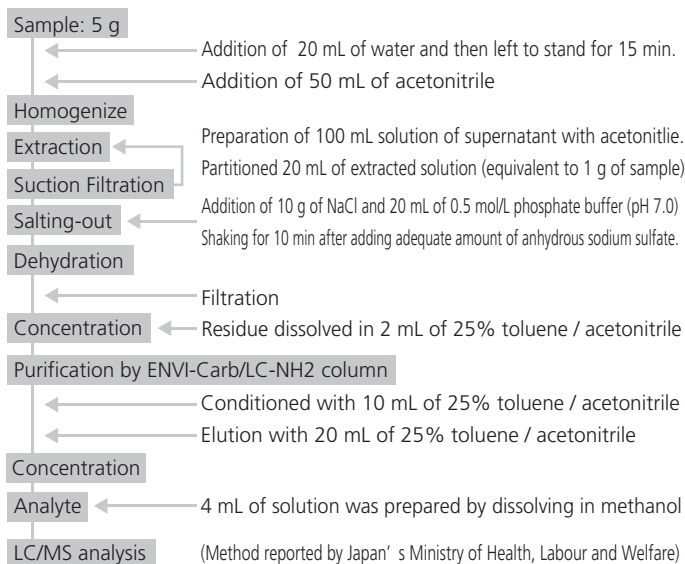 Sample: 5 g
Addition of 20 mL of water and then left to stand for 15 min.
Addition of 50 mL of acetonitrile
Homogenize
Extraction
Preparation of 100 mL solution of supernatant with acetonitlie.
Partitioned 20 mL of extracted solution (equivalent to 1 g of sample)
Suction Filtration
Salting-out
Addition of 10 g of NaCl and 20 mL of 0.5 mol/L phosphate buffer (pH 7.0)
Shaking for 10 min after adding adequate amount of anhydrous sodium sulfate.
Dehydration
Filtration
Concentration
Residue dissolved in 2 mL of 25% toluene / acetonitrile
Purification by ENVI-Carb/LC-NH2 column
Conditioned with 10 mL of 25% toluene / acetonitrile
Elution with 20 mL of 25% toluene / acetonitrile
Concentration
Analyte
4 mL of solution was prepared by dissolving in methanol
LC/MS analysis
(Method reported by Japan' s Ministry of Health, Labour and Welfare)